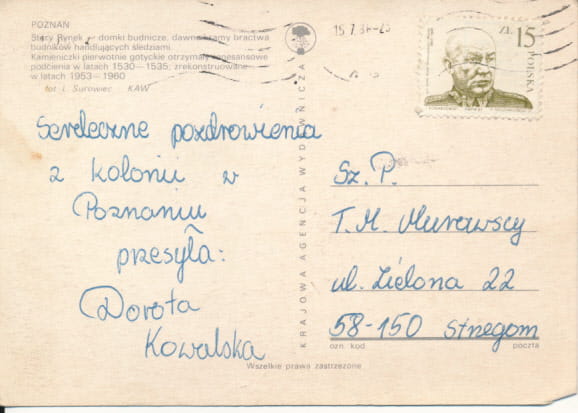 POZNAŃ
Stary Rynek — domki budnicze, dawne kramy bractwa
budników handlujących śledziami.
Kamieniczki pierwotnie gotyckie otrzymały renesansowe
podcienia w latach 1530—1535; zrekonstruowane
w latach 1953—1960
fot I. Surowiec KAW
Serdeczne pozdrowienia
z kolonii w
Poznaniu
przesyła:
Dorota
Kowalska
KRAJOWA AGENCJA WYDAWNICZA
15.7.
ZŁ 15
POLSKA
Sz. P.
T. M. Murawscy
ul. Zielona 22
58-150 Strzegom
ozn. kod poczta
Wszelkie prawa zastrzeżone